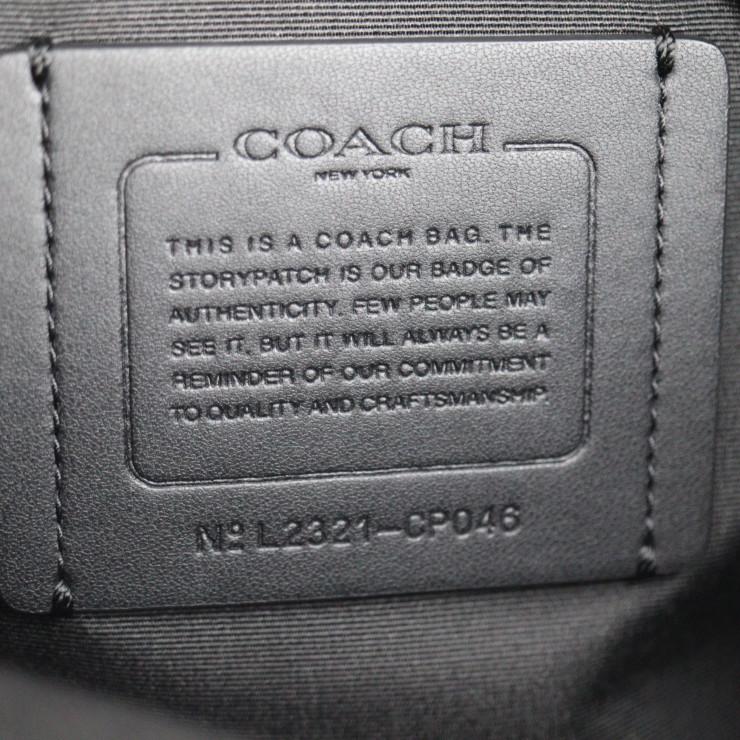 COACH
NEW YORK
THIS IS A COACH BAG. THE
STORYPATCH IS OUR BADGE OF
AUTHENTICITY. FEW PEOPLE MAY
SEE IT, BUT IT WILL ALWAYS BE A
REMINDER OF OUR COMMITMENT
TO QUALITY AND CRAFTSMANSHIP.
Nº L2321-CP046